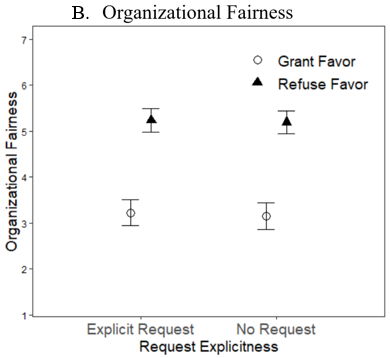 B. Organizational Fairness
7
Grant Favor
Refuse Favor
6
5
4
3
2
1
Organizational Fairness
Explicit Request No Request
Request Explicitness